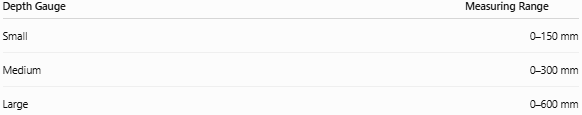 Depth Gauge Measuring Range
Small 0–150 mm
Medium 0–300 mm
Large 0–600 mm